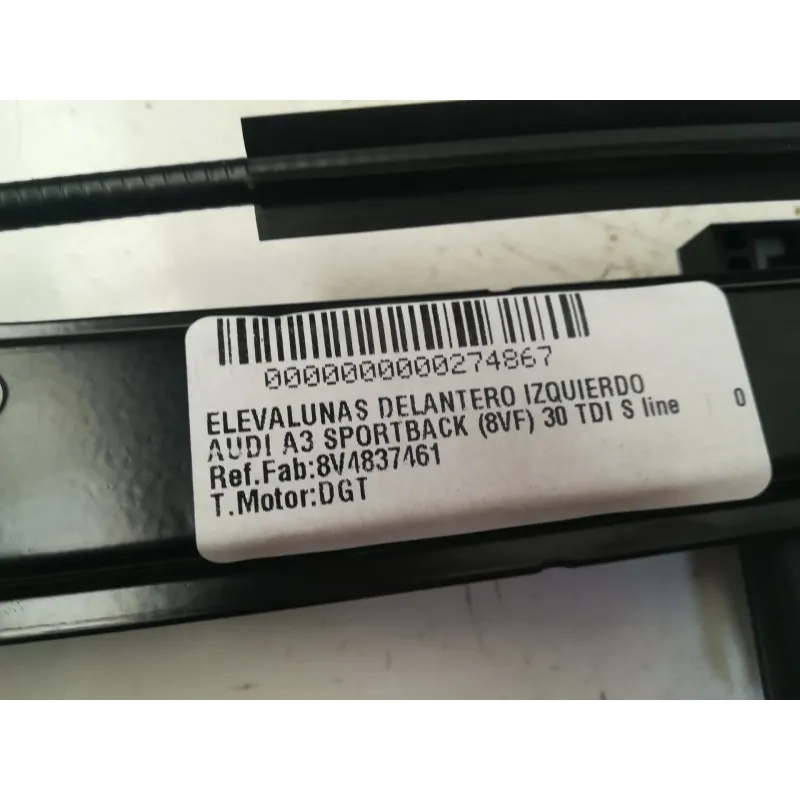 0000000000274867
ELEVALUNAS DELANTERO IZQUIERDO
AUDI A3 SPORTBACK (8VF) 30 TDI S line 0
Ref.Fab:8V4837461
T.Motor:DGT